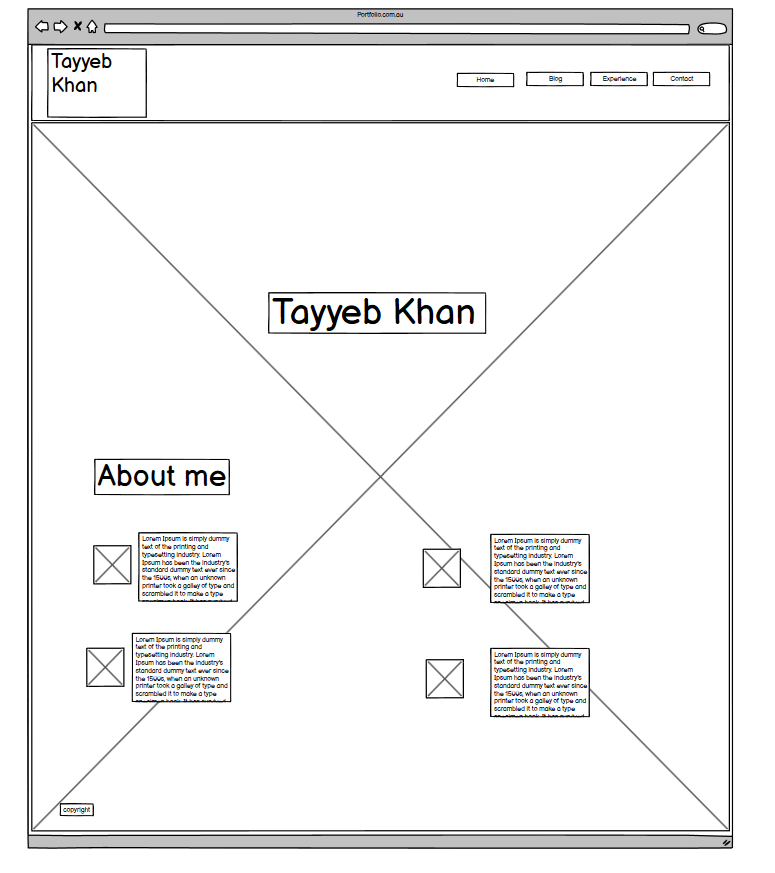 Portfolio.com.au
Tayyeb
Khan
Home
Blog
Experience
Contact
Tayyeb Khan
About me
Lorem Ipsum is simply dummy
text of the printing and
typesetting industry. Lorem
Ipsum has been the industry's
standard dummy text ever since
the 1500s, when an unknown
printer took a galley of type and
scrambled it to make a type
Lorem Ipsum is simply dummy
text of the printing and
typesetting industry. Lorem
Ipsum has been the industry's
standard dummy text ever since
the 1500s, when an unknown
printer took a galley of type and
scrambled it to make a type
Lorem Ipsum is simply dummy
text of the printing and
typesetting industry. Lorem
Ipsum has been the industry's
standard dummy text ever since
the 1500s, when an unknown
printer took a galley of type and
scrambled it to make a type
Lorem Ipsum is simply dummy
text of the printing and
typesetting industry. Lorem
Ipsum has been the industry's
standard dummy text ever since
the 1500s, when an unknown
printer took a galley of type and
scrambled it to make a type
copyright